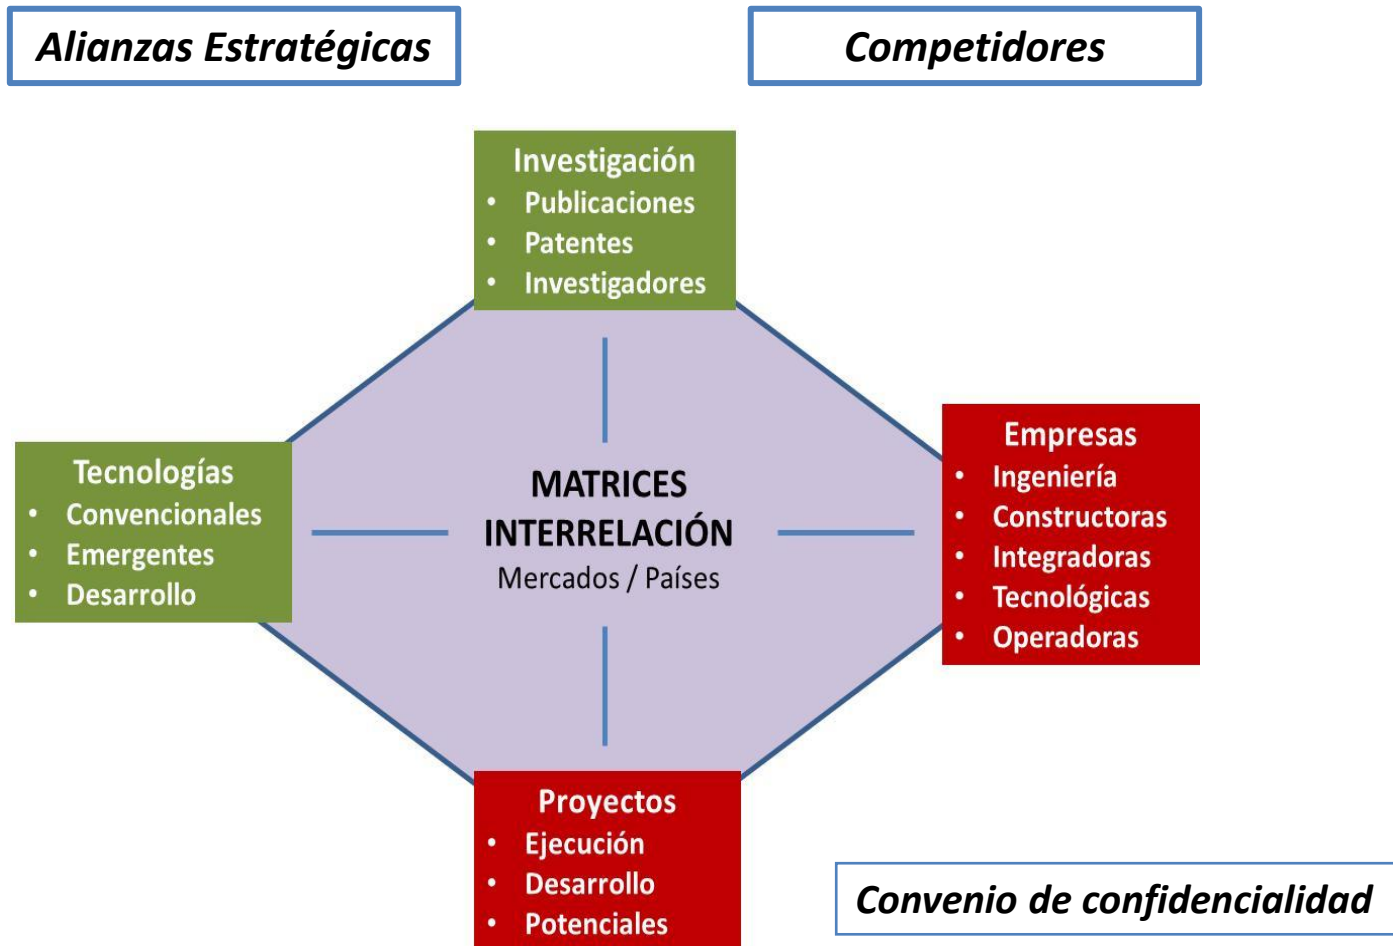 Alianzas Estratégicas
Competidores
Investigación
• Publicaciones
• Patentes
• Investigadores
Tecnologías
• Convencionales
• Emergentes
• Desarrollo
MATRICES
INTERRELACIÓN
Mercados / Países
Empresas
• Ingeniería
• Constructoras
• Integradoras
• Tecnológicas
• Operadoras
Proyectos
• Ejecución
• Desarrollo
• Potenciales
Convenio de confidencialidad